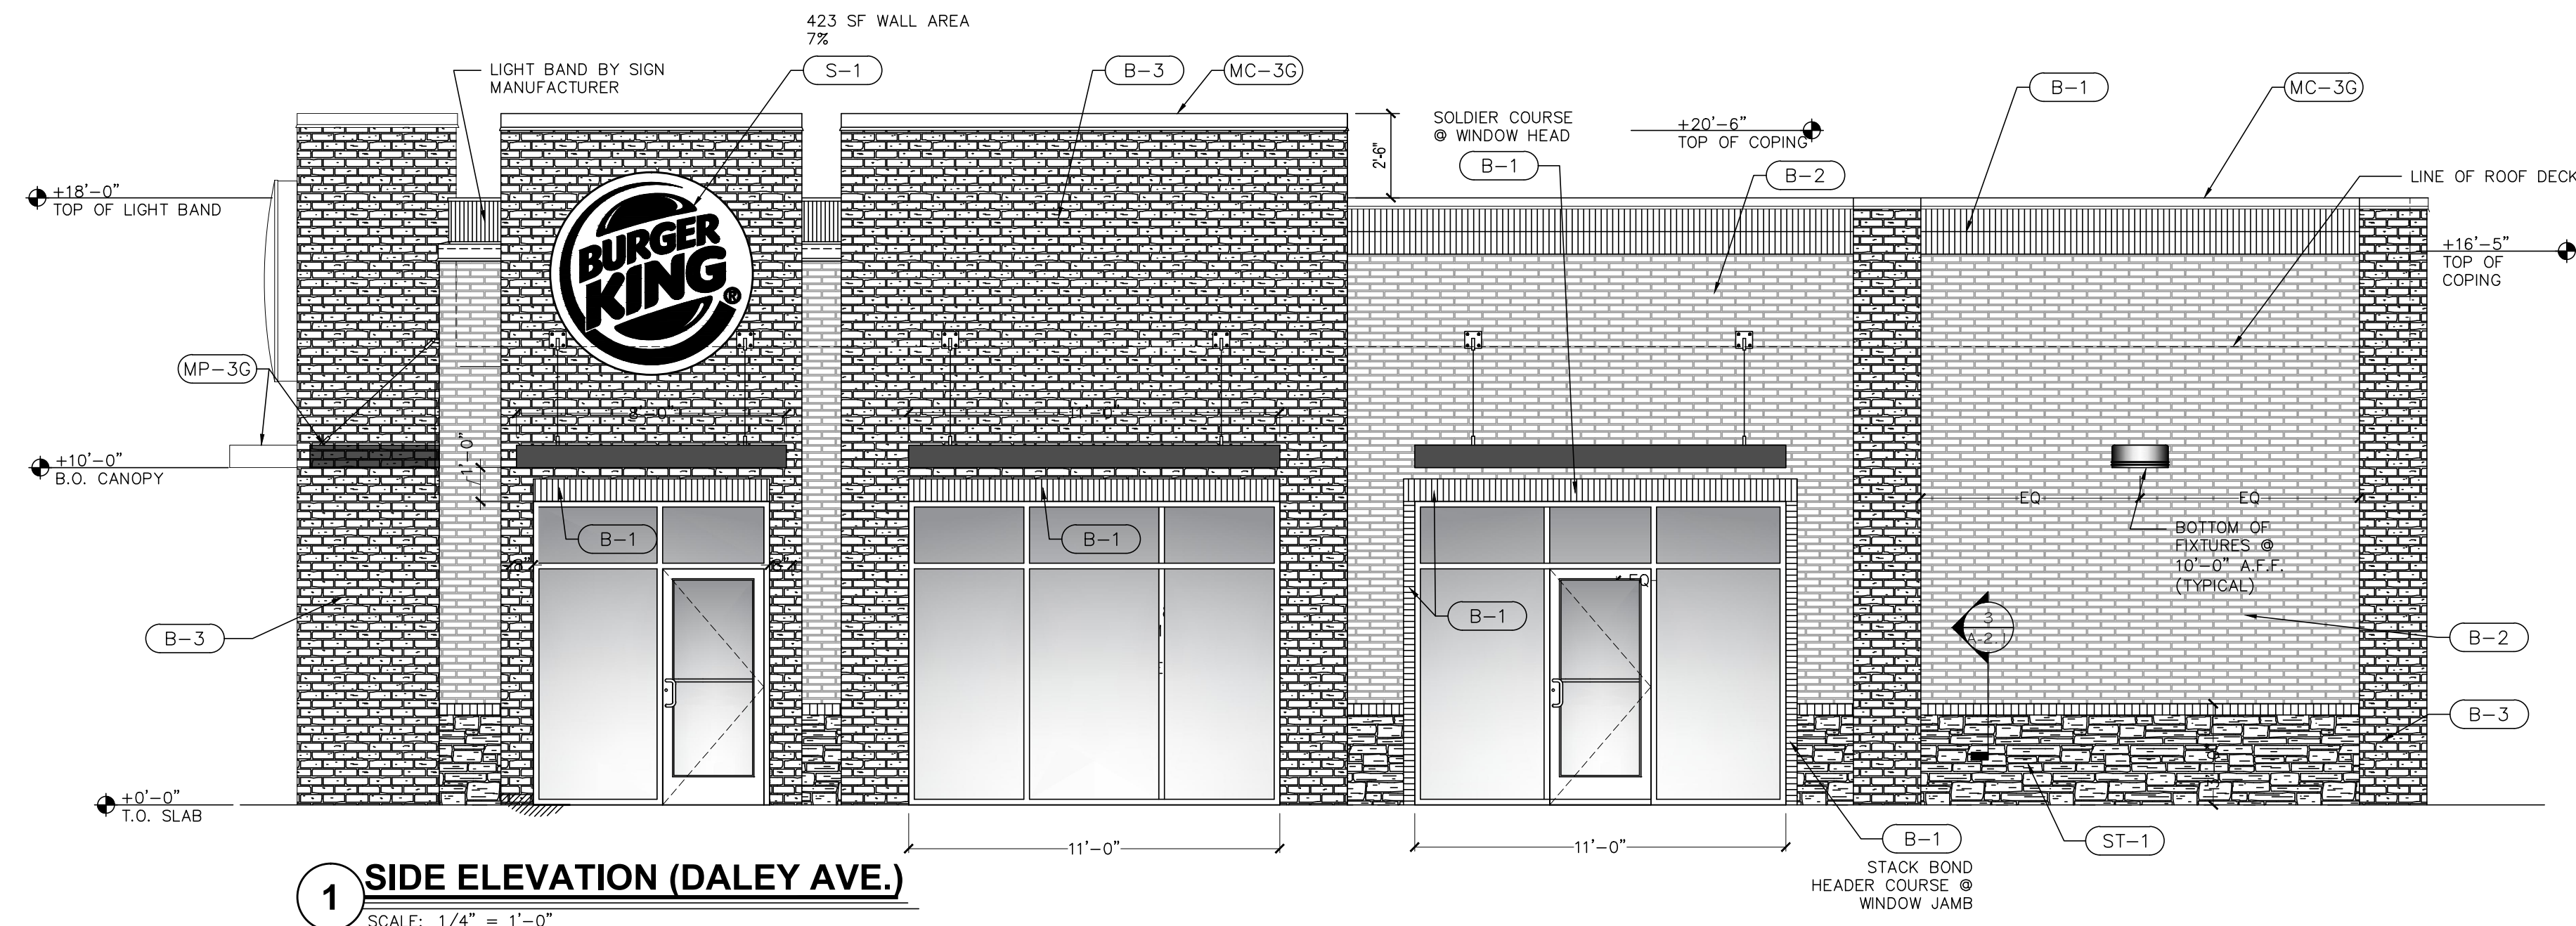 423 SF WALL AREA
7%
LIGHT BAND BY SIGN
MANUFACTURER
S-1
B-3
MC-3G
B-1
MC-3G
SOLDIER COURSE
@ WINDOW HEAD
+20'-6"
TOP OF COPING
2'-6"
B-1
B-2
LINE OF ROOF DECK
+18'-0"
TOP OF LIGHT BAND
BURGER
KING
®
+16'-5"
TOP OF
COPING
MP-3G
8'-0"
11'-0"
1'-0"
+10'-0"
B.O. CANOPY
EQ
EQ
B-1
B-1
BOTTOM OF
FIXTURES @
10'-0" A.F.F.
(TYPICAL)
EQ
B-1
3
A-2.1
B-3
B-2
B-3
+0'-0"
T.O. SLAB
11'-0"
11'-0"
B-1
STACK BOND
HEADER COURSE @
WINDOW JAMB
ST-1
1
SIDE ELEVATION (DALEY AVE.)
SCALE: 1/4" = 1'-0"